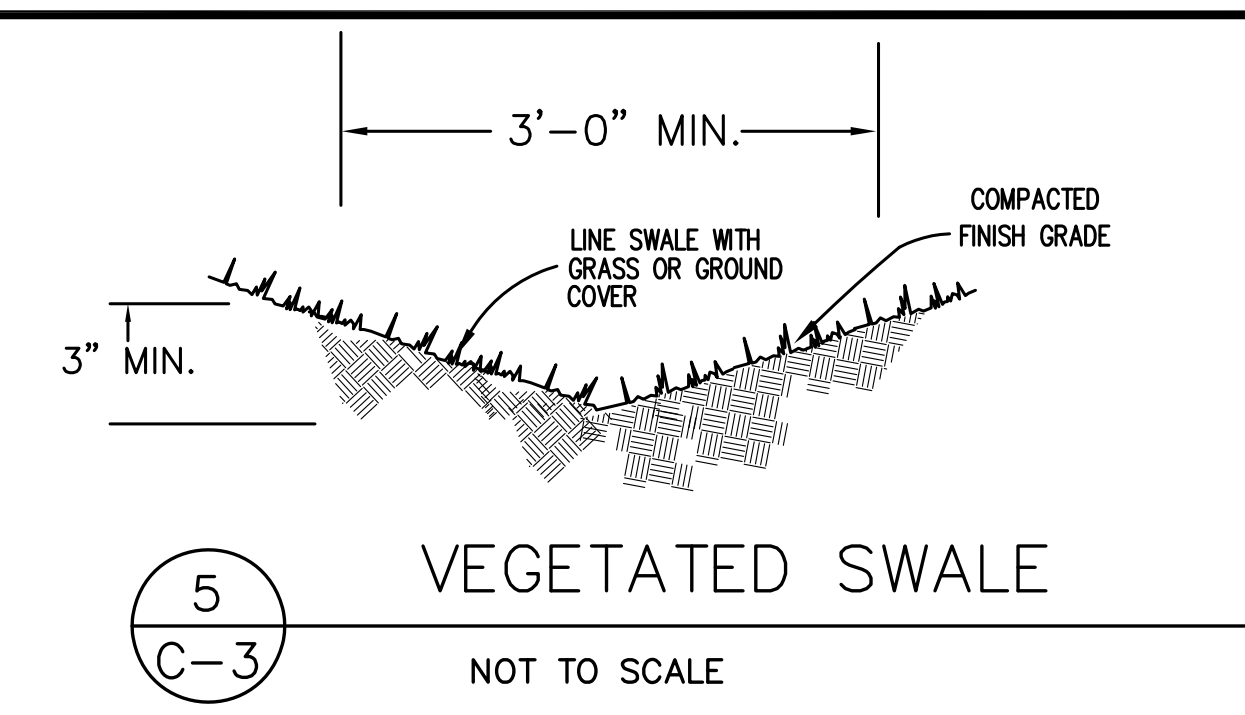 3'-0" MIN.
COMPACTED
FINISH GRADE
LINE SWALE WITH
GRASS OR GROUND
COVER
3" MIN.
VEGETATED SWALE
5
C-3
NOT TO SCALE